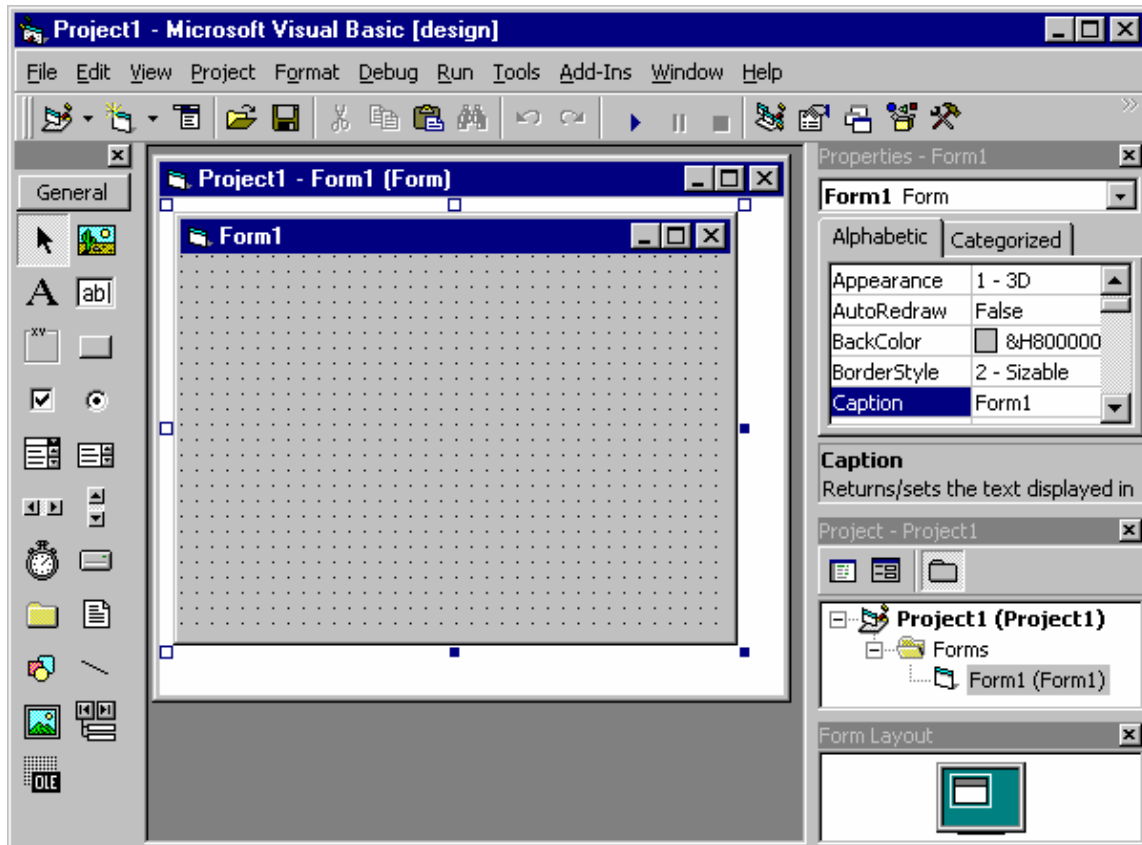 Project1 - Microsoft Visual Basic [design]
File Edit View Project Format Debug Run Tools Add-Ins Window Help
General
A
ab|
xv
OLE
Project1 - Form1 (Form)
Form1
Properties - Form1
Form1 Form
Alphabetic Categorized
Appearance 1 - 3D
AutoRedraw False
BackColor &H800000
BorderStyle 2 - Sizable
Caption Form1
Caption
Returns/sets the text displayed in
Project - Project1
Project1 (Project1)
Forms
Form1 (Form1)
Form Layout